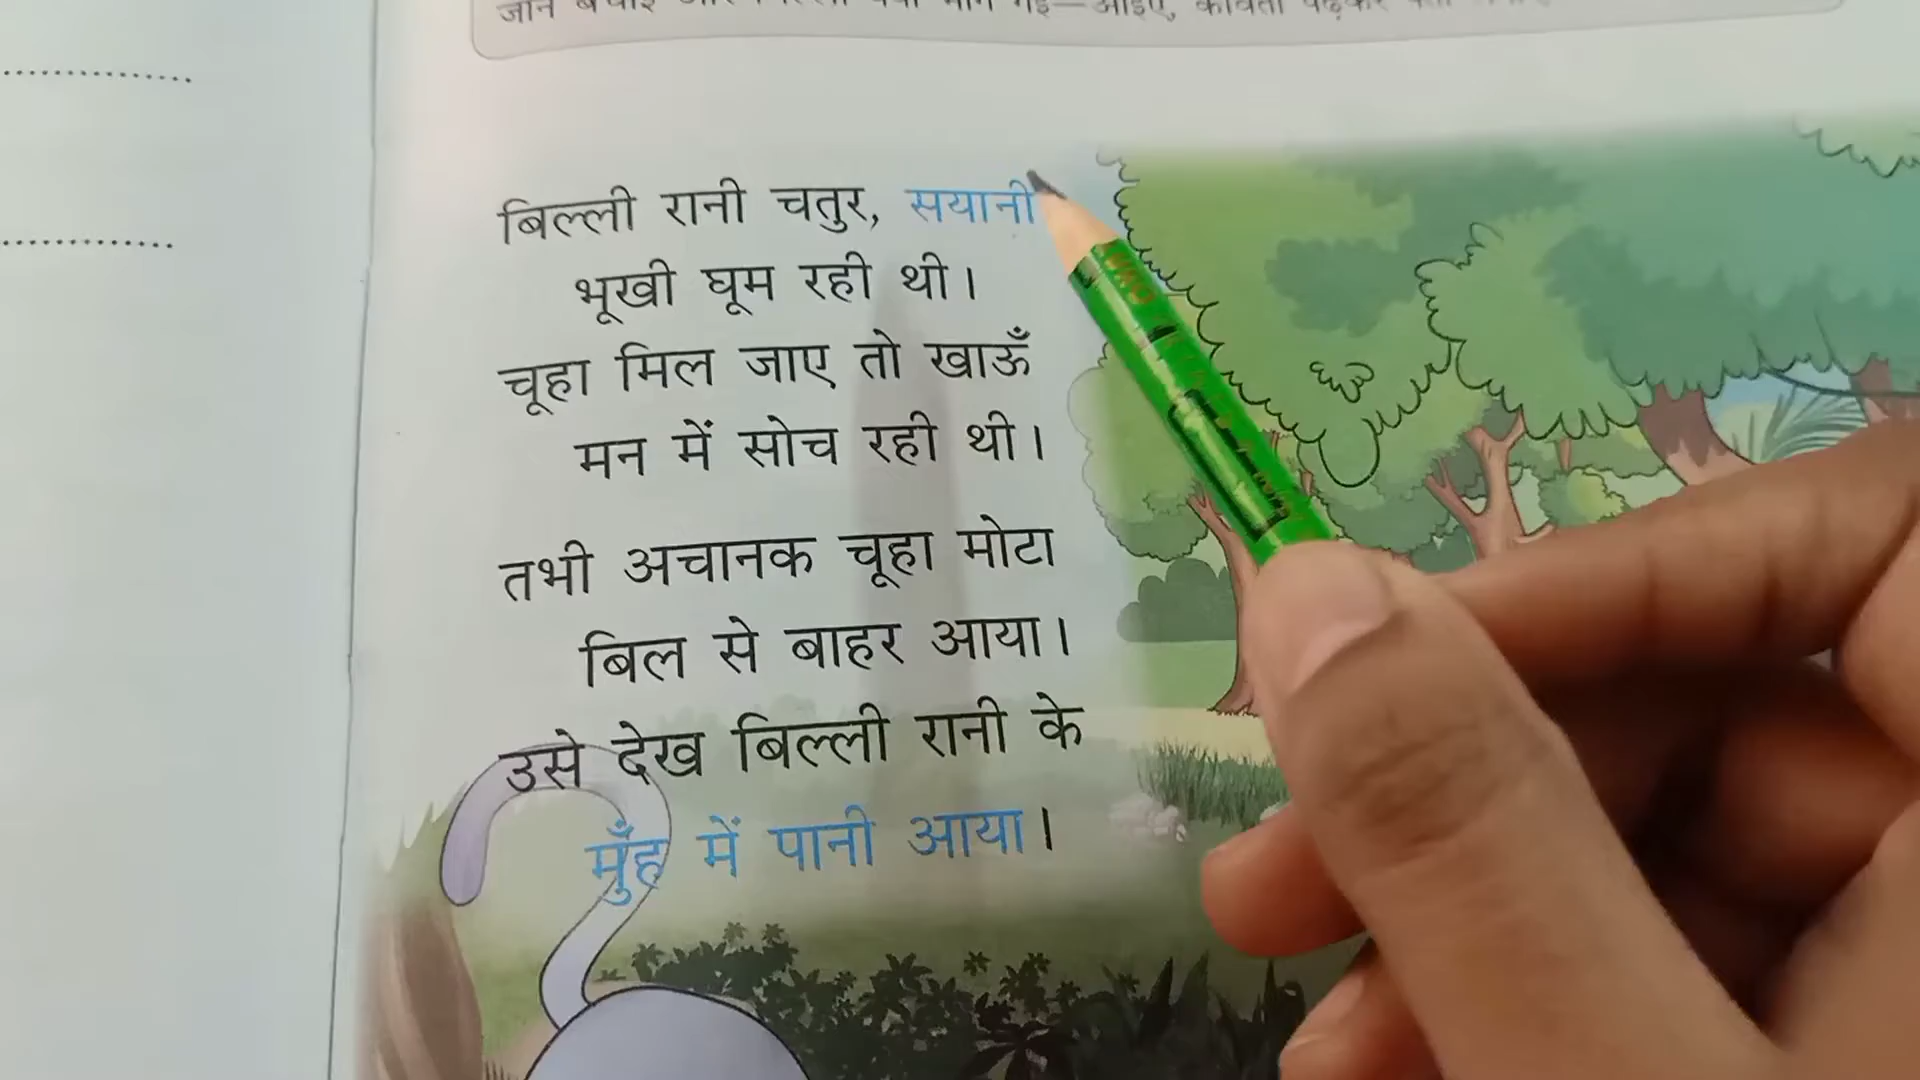 बिल्ली रानी चतुर, सयानी
भूखी घूम रही थी।
चूहा मिल जाए तो खाऊँ
मन में सोच रही थी।
तभी अचानक चूहा मोटा
बिल से बाहर आया।
उसे देख बिल्ली रानी के
मुँह में पानी आया।